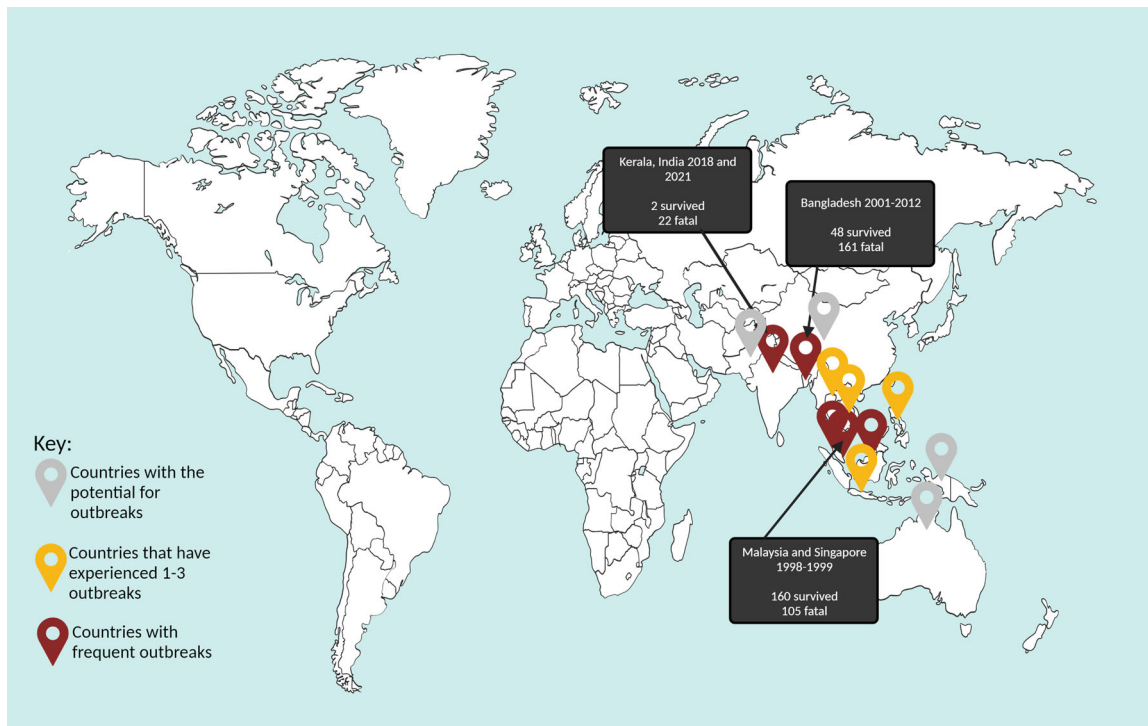 Kerala, India 2018 and
2021
2 survived
22 fatal
Bangladesh 2001-2012
48 survived
161 fatal
Key:
Countries with the
potential for
outbreaks
Countries that have
experienced 1-3
outbreaks
Countries with
frequent outbreaks
Malaysia and Singapore
1998-1999
160 survived
105 fatal